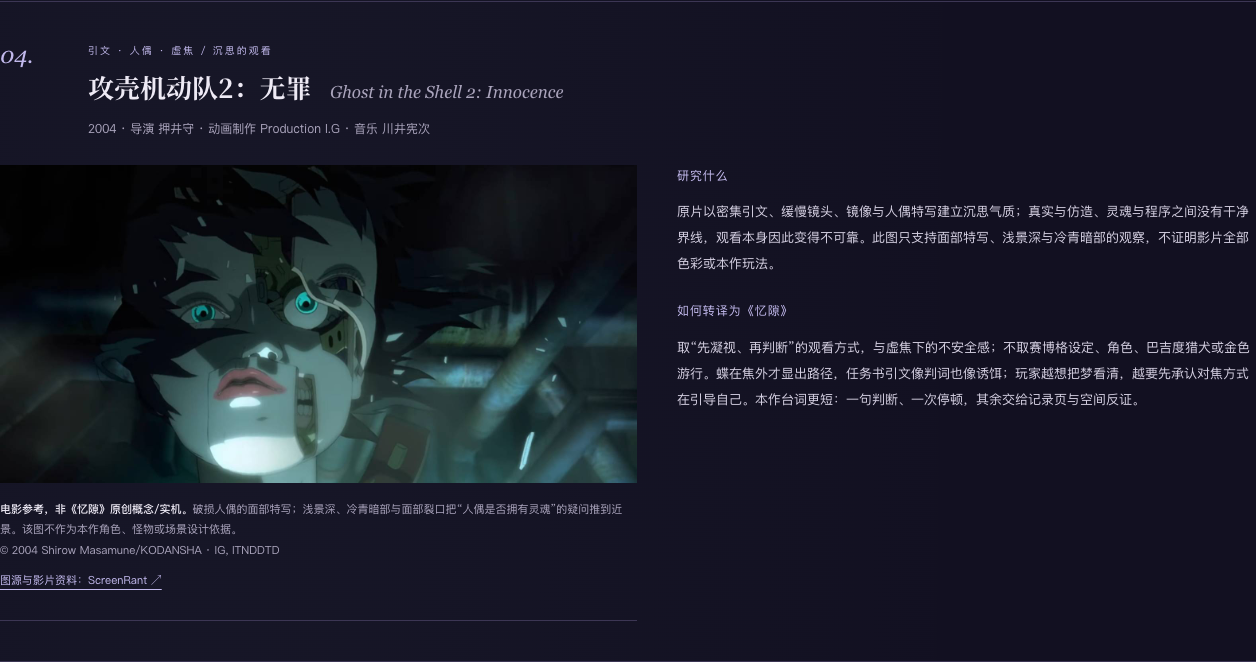 04.
引文 · 人偶 · 虚焦 / 沉思的观看
攻壳机动队2：无罪 Ghost in the Shell 2: Innocence
2004 · 导演 押井守 · 动画制作 Production I.G · 音乐 川井宪次
研究什么
原片以密集引文、缓慢镜头、镜像与人偶特写建立沉思气质；真实与仿造、灵魂与程序之间没有干净
界线，观看本身因此变得不可靠。此图只支持面部特写、浅景深与冷青暗部的观察，不证明影片全部
色彩或本作玩法。
如何转译为《忆隙》
取“先凝视、再判断”的观看方式，与虚焦下的不安全感；不取赛博格设定、角色、巴吉度猎犬或金色
游行。蝶在焦外才显出路径，任务书引文像判词也像诱饵；玩家越想把梦看清，越要先承认对焦方式
在引导自己。本作台词更短：一句判断、一次停顿，其余交给记录页与空间反证。
电影参考，非《忆隙》原创概念/实机。破损人偶的面部特写；浅景深、冷青暗部与面部裂口把“人偶是否拥有灵魂”的疑问推到近
景。该图不作为本作角色、怪物或场景设计依据。
© 2004 Shirow Masamune/KODANSHA · IG, ITNDDTD
图源与影片资料：ScreenRant ↗